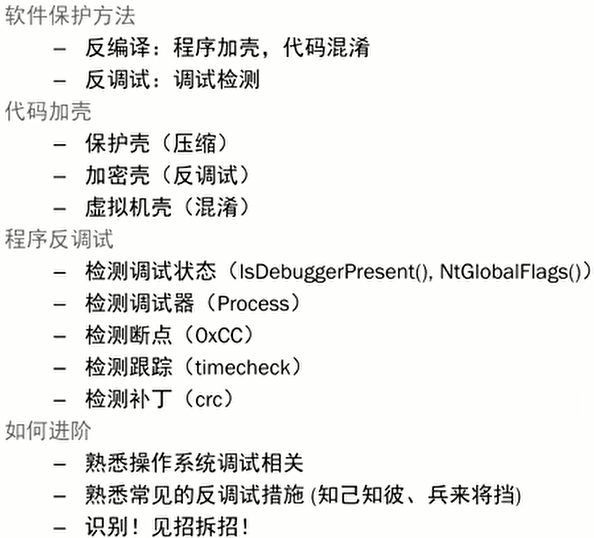 软件保护方法
– 反编译：程序加壳，代码混淆
– 反调试：调试检测
代码加壳
– 保护壳（压缩）
– 加密壳（反调试）
– 虚拟机壳（混淆）
程序反调试
– 检测调试状态（IsDebuggerPresent(), NtGlobalFlags()）
– 检测调试器（Process）
– 检测断点（0xCC）
– 检测跟踪（timecheck）
– 检测补丁（crc）
如何进阶
– 熟悉操作系统调试相关
– 熟悉常见的反调试措施 (知己知彼、兵来将挡)
– 识别！见招拆招！